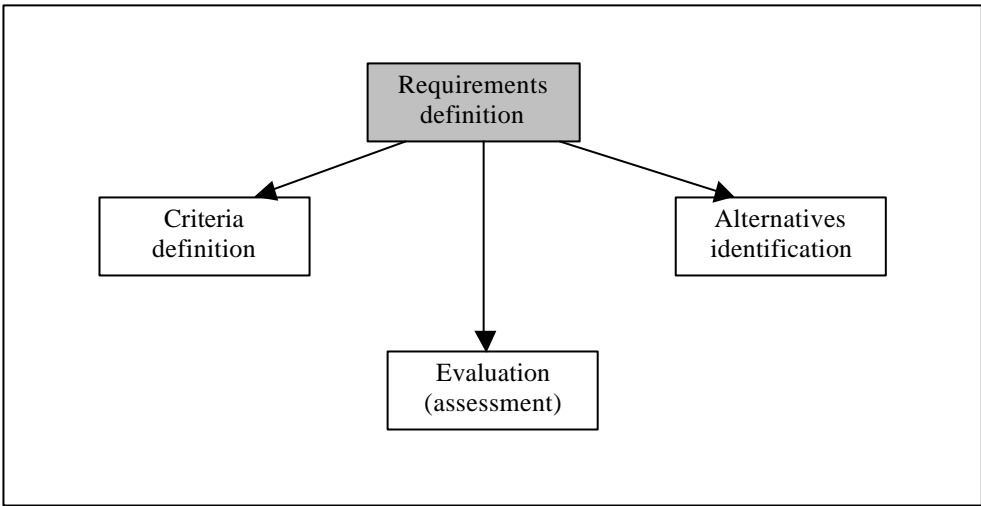 Requirements
definition
Criteria
definition
Alternatives
identification
Evaluation
(assessment)